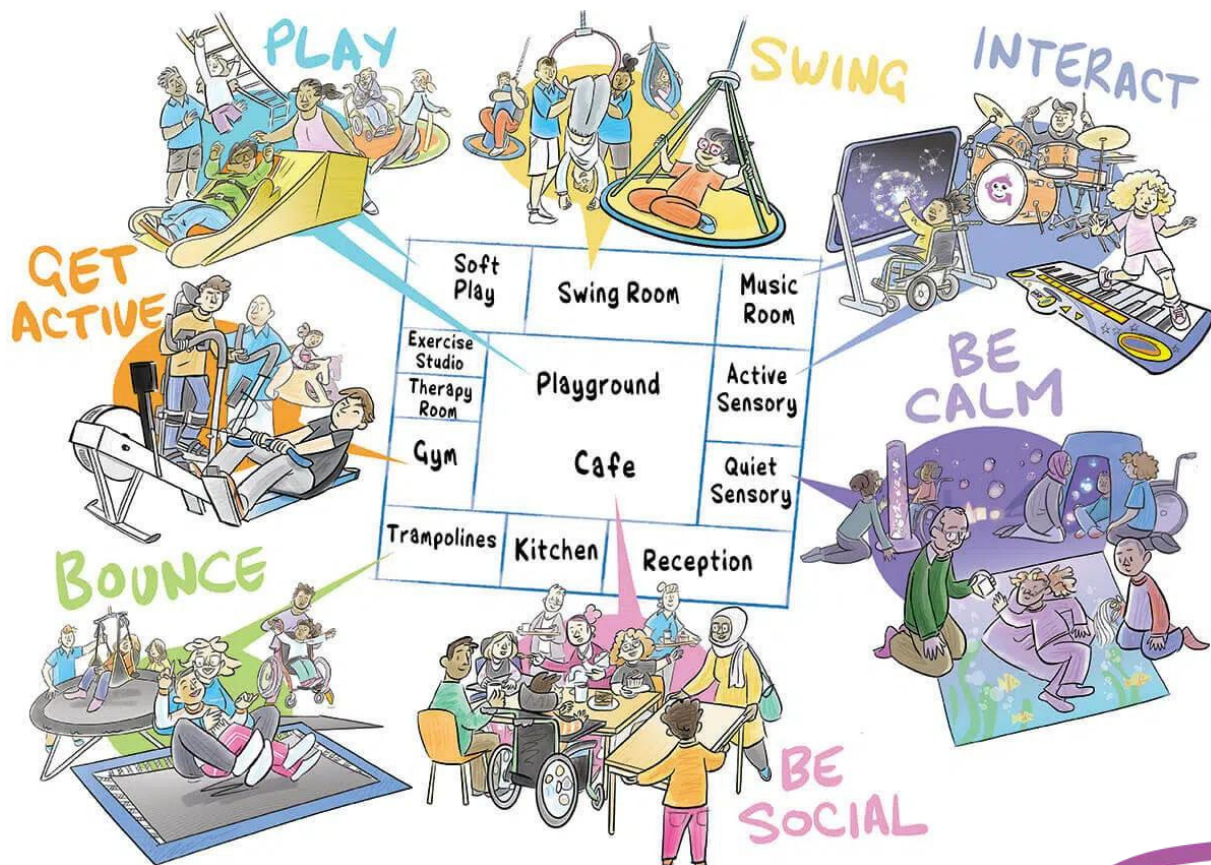 PLAY
SWING
INTERACT
GET
ACTIVE
Soft
Play
Swing Room
Music
Room
Exercise
Studio
Therapy
Room
Gym
Playground
Cafe
Active
Sensory
Quiet
Sensory
BE
CALM
Trampolines
Kitchen
Reception
BOUNCE
BE
SOCIAL